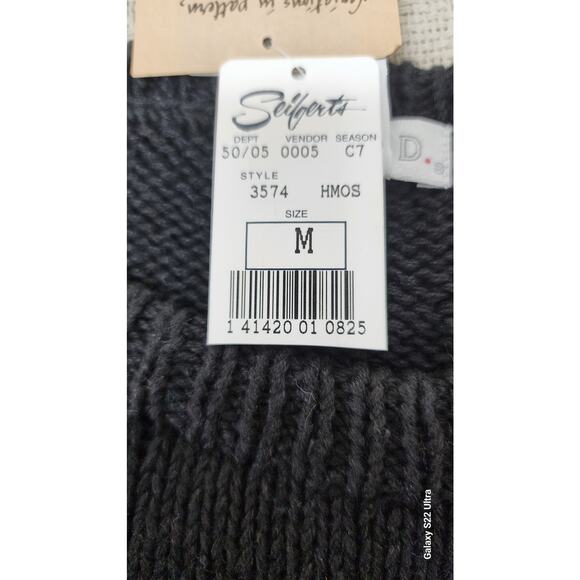 variations in pattern,
Seifert's
DEPT VENDOR SEASON
50/05 0005 C7
STYLE
3574 HMOS
SIZE
M
1 41420 01 0825
D.
Galaxy S22 Ultra